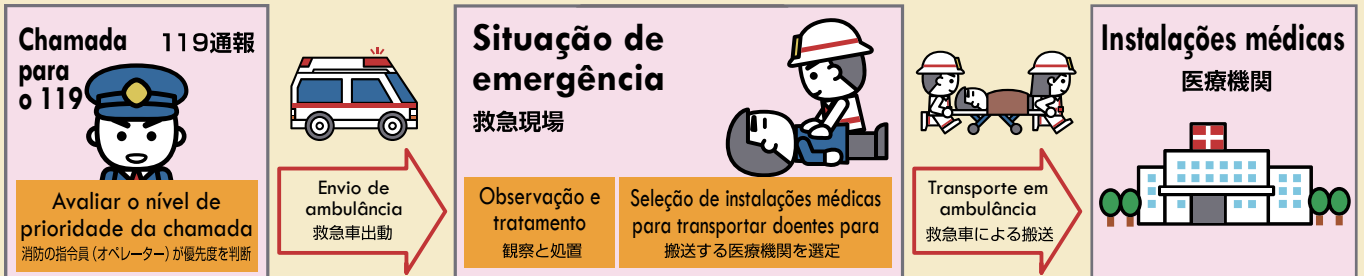 Chamada 119通報
para
o 119
Avaliar o nível de
prioridade da chamada
消防の指令員(オペレーター)が優先度を判断
Envio de
ambulância
救急車出動
Situação de
emergência
救急現場
Observação e
tratamento
観察と処置
Seleção de instalações médicas
para transportar doentes para
搬送する医療機関を選定
Transporte em
ambulância
救急車による搬送
Instalações médicas
医療機関